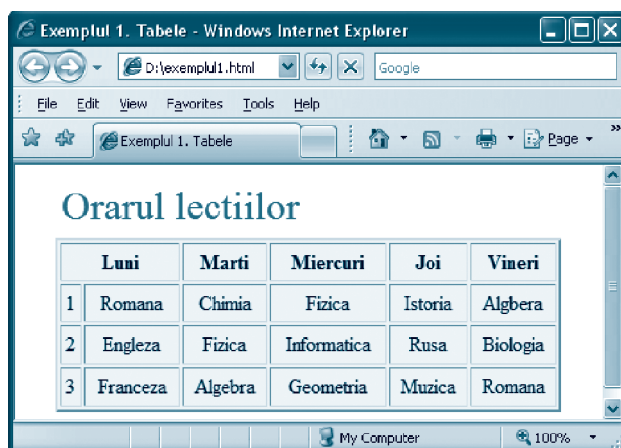 Exemplul 1. Tabele - Windows Internet Explorer
D:\exemplul1.html Google
File Edit View Favorites Tools Help
Exemplul 1. Tabele Page »
Orarul lectiilor
Luni Marti Miercuri Joi Vineri
1 Romana Chimia Fizica Istoria Algbera
2 Engleza Fizica Informatica Rusa Biologia
3 Franceza Algebra Geometria Muzica Romana
My Computer 100%